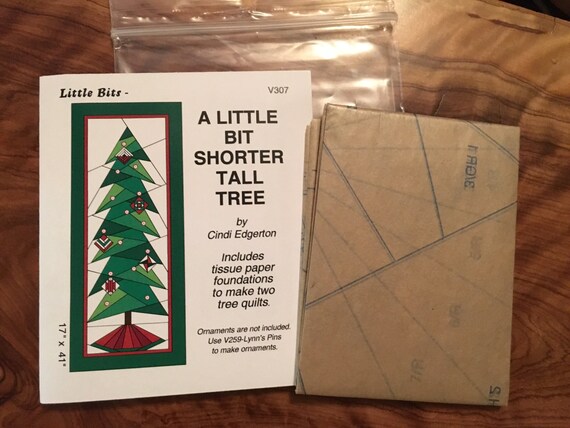 Little Bits -
V307
A LITTLE
BIT
SHORTER
TALL
TREE
by
Cindi Edgerton
Includes
tissue paper
foundations
to make two
tree quilts.
Ornaments are not included.
Use V259-Lynn's Pins
to make ornaments.
17" x 41"